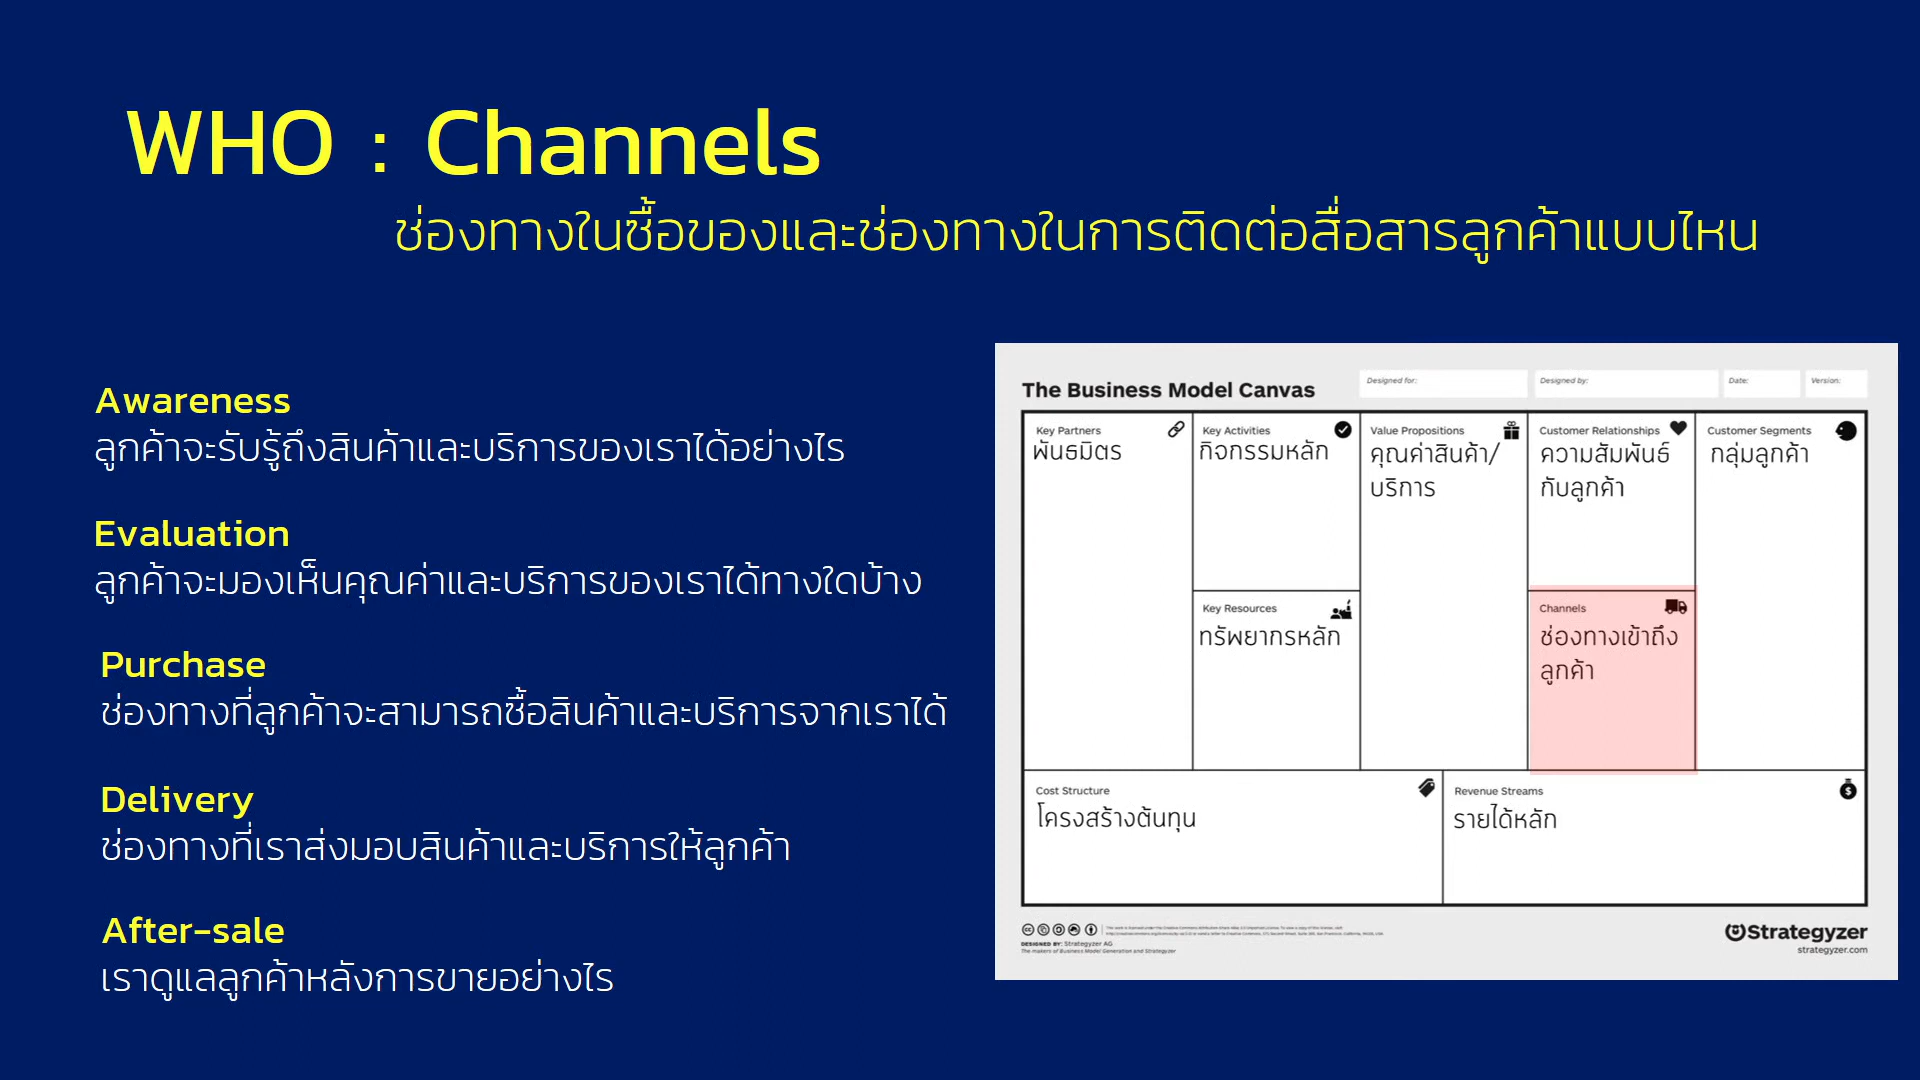 WHO : Channels
ช่องทางในซื้อของและช่องทางในการติดต่อสื่อสารลูกค้าแบบไหน
Awareness
ลูกค้าจะรับรู้ถึงสินค้าและบริการของเราได้อย่างไร
Evaluation
ลูกค้าจะมองเห็นคุณค่าและบริการของเราได้ทางใดบ้าง
Purchase
ช่องทางที่ลูกค้าจะสามารถซื้อสินค้าและบริการจากเราได้
Delivery
ช่องทางที่เราส่งมอบสินค้าและบริการให้ลูกค้า
After-sale
เราดูแลลูกค้าหลังการขายอย่างไร
The Business Model Canvas
Designed for:
Designed by:
Date:
Version:
Key Partners
พันธมิตร
Key Activities
กิจกรรมหลัก
Value Propositions
คุณค่าสินค้า/
บริการ
Customer Relationships
ความสัมพันธ์
กับลูกค้า
Customer Segments
กลุ่มลูกค้า
Key Resources
ทรัพยากรหลัก
Channels
ช่องทางเข้าถึง
ลูกค้า
Cost Structure
โครงสร้างต้นทุน
Revenue Streams
รายได้หลัก
DESIGNED BY: Strategyzer AG
The makers of Business Model Generation and Strategyzer
Strategyzer
strategyzer.com